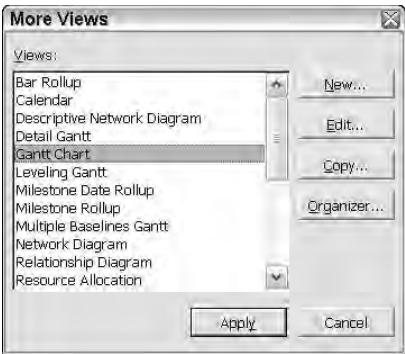 More Views
Views:
Bar Rollup
Calendar
Descriptive Network Diagram
Detail Gantt
Gantt Chart
Leveling Gantt
Milestone Date Rollup
Milestone Rollup
Multiple Baselines Gantt
Network Diagram
Relationship Diagram
Resource Allocation
New...
Edit...
Copy...
Organizer...
Apply
Cancel